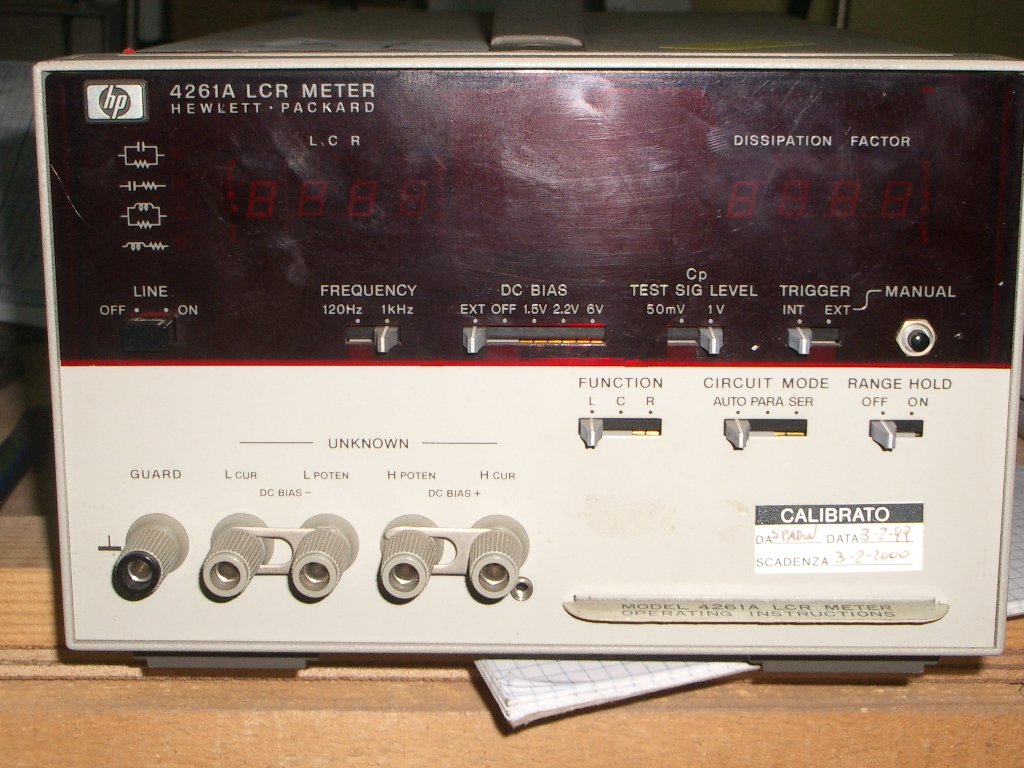 hp
4261A LCR METER
HEWLETT·PACKARD
L C R
DISSIPATION FACTOR
LINE
OFF ON
FREQUENCY
120Hz 1kHz
DC BIAS
EXT OFF 1.5V 2.2V 6V
Cp
TEST SIG LEVEL
50mV 1V
TRIGGER
INT EXT
MANUAL
FUNCTION
L C R
CIRCUIT MODE
AUTO PARA SER
RANGE HOLD
OFF ON
UNKNOWN
GUARD
L CUR L POTEN H POTEN H CUR
DC BIAS− DC BIAS+
CALIBRATO
DA DATA 3-2-99
SCADENZA 3-2-2000
MODEL 4261A LCR METER
OPERATING INSTRUCTIONS